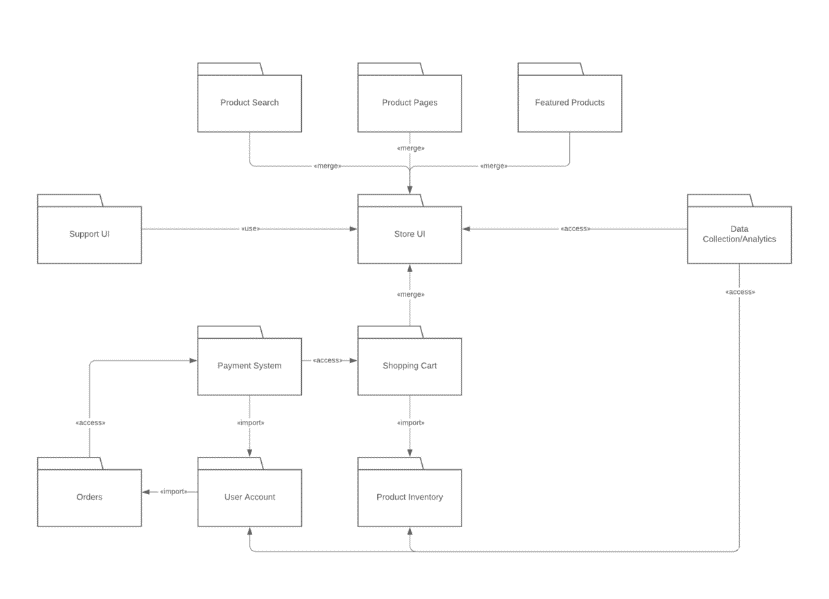 Product Search
Product Pages
Featured Products
«merge»
«merge»
«merge»
Support UI
«use»
Store UI
«access»
Data
Collection/Analytics
«merge»
«access»
Payment System
«access»
Shopping Cart
«access»
«import»
«import»
Orders
«import»
User Account
Product Inventory